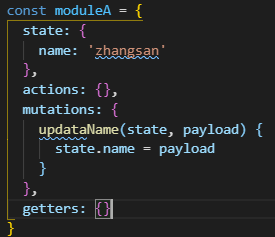 const moduleA = {
  state: {
    name: 'zhangsan'
  },
  actions: {},
  mutations: {
    updataName(state, payload) {
      state.name = payload
    }
  },
  getters: {}
}